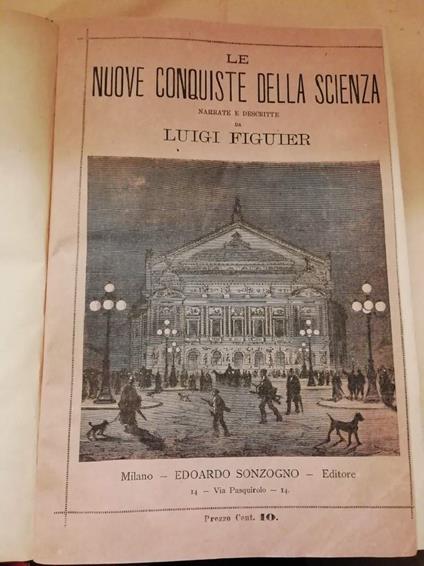 LE
NUOVE CONQUISTE DELLA SCIENZA
NARRATE E DESCRITTE
DA
LUIGI FIGUIER
Milano — EDOARDO SONZOGNO — Editore
14 — Via Pasquirolo — 14.
Prezzo Cent. 10.